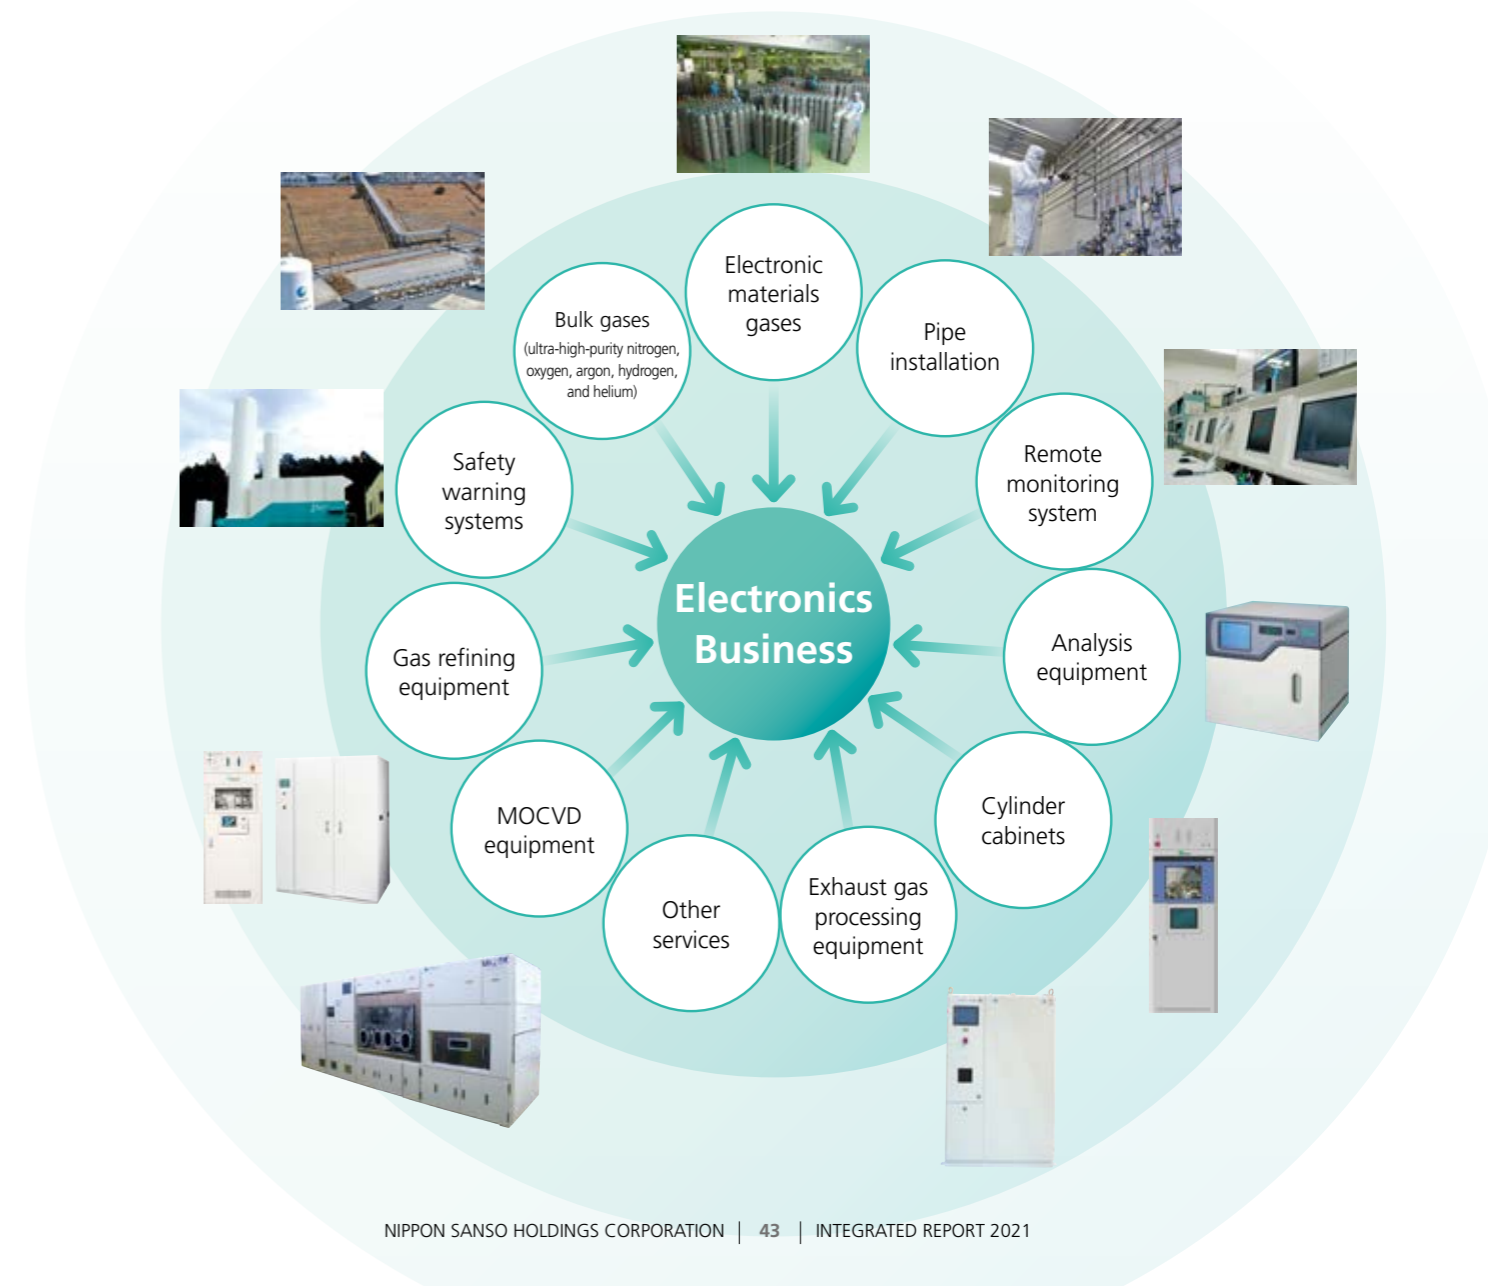 Electronic
materials
gases
Pipe
installation
Remote
monitoring
system
Analysis
equipment
Cylinder
cabinets
Exhaust gas
processing
equipment
Other
services
MOCVD
equipment
Gas refining
equipment
Safety
warning
systems
Bulk gases
(ultra-high-purity nitrogen,
oxygen, argon, hydrogen,
and helium)
Electronics
Business
NIPPON SANSO HOLDINGS CORPORATION | 43 | INTEGRATED REPORT 2021